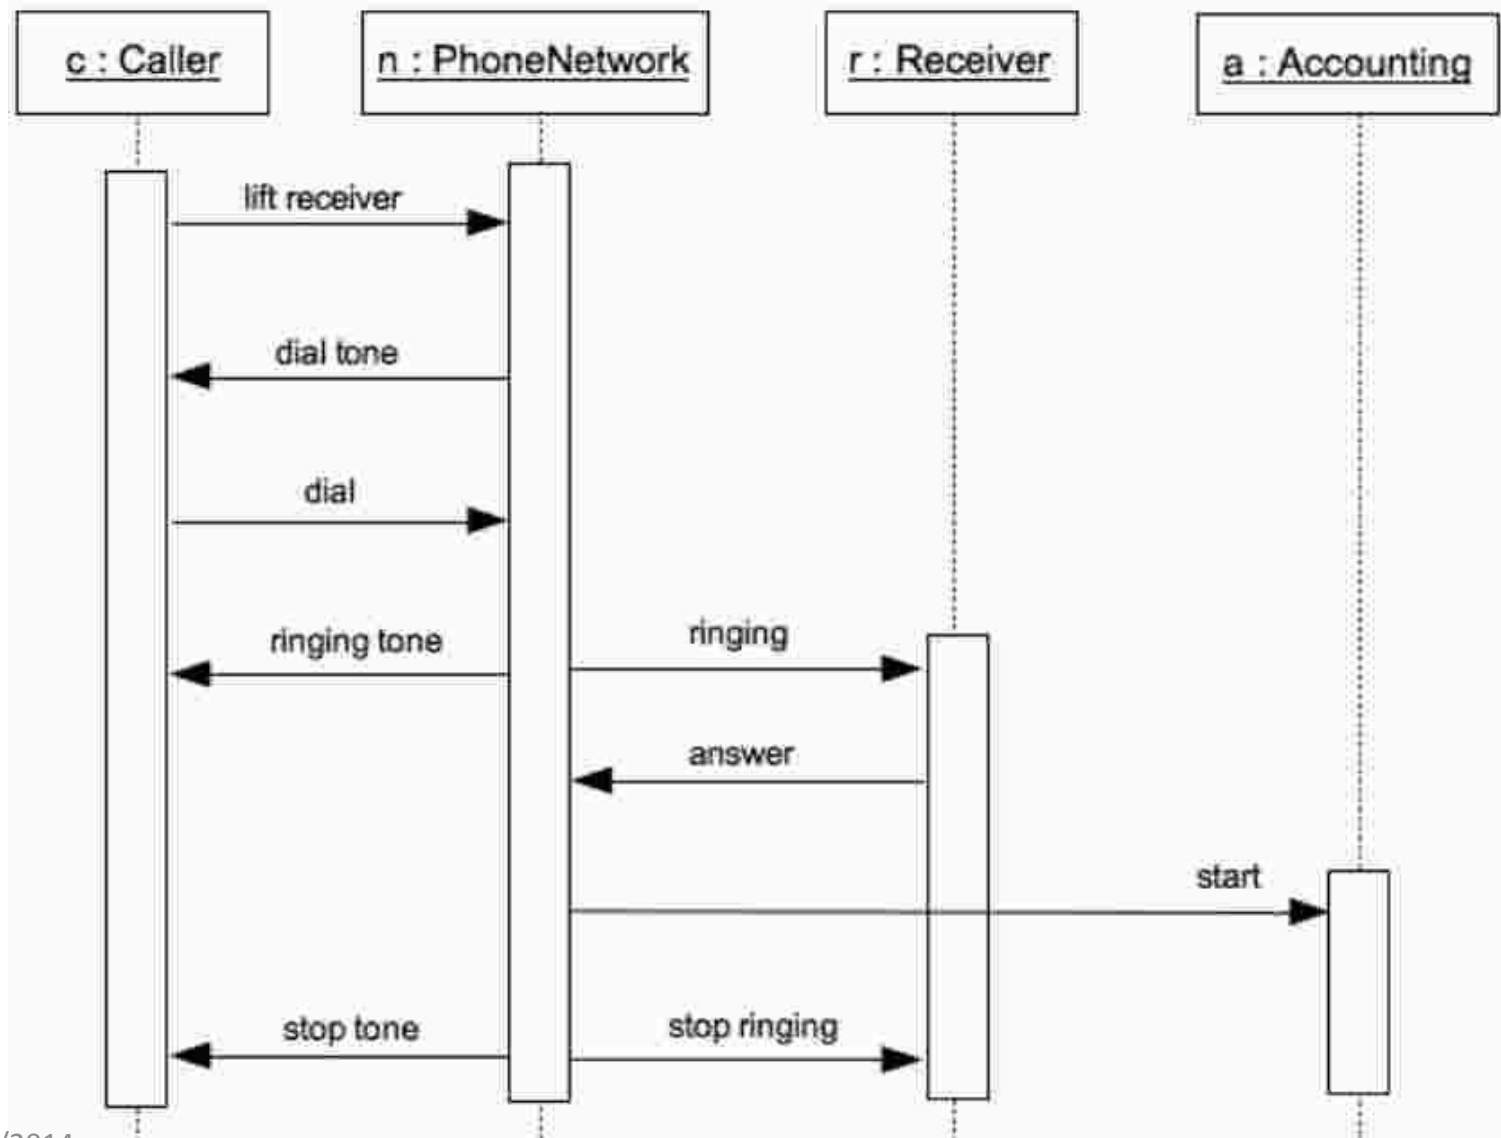 c : Caller
n : PhoneNetwork
r : Receiver
a : Accounting
lift receiver
dial tone
dial
ringing tone
ringing
answer
start
stop tone
stop ringing